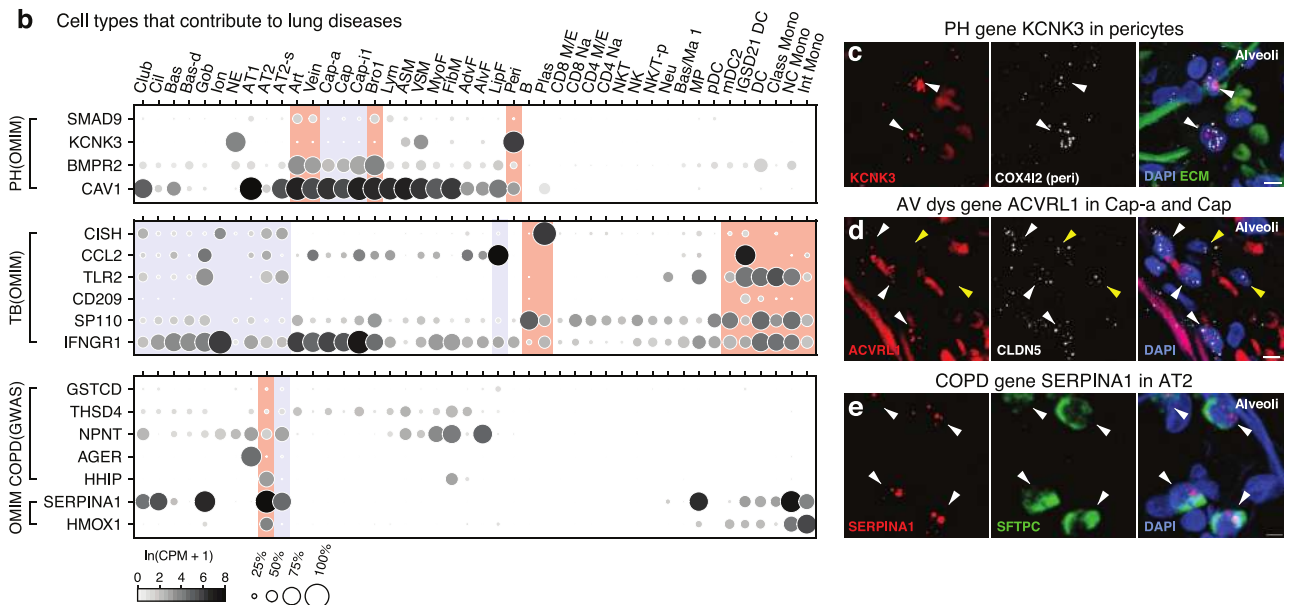 b Cell types that contribute to lung diseases
Club Cil Bas Bas-d Gob Ion NE AT1 AT2 AT2-s Art Vein Cap-a Cap Cap-i1 Bro1 Lym ASM VSM MyoF FibM AdvF AlvF LipF Peri B Plas CD8 M/E CD8 Na CD4 M/E CD4 Na NKT NK NK/T-p Neu Bas/Ma 1 MP pDC mDC2 IGSD21 DC DC Class Mono NC Mono Int Mono
PH(OMIM)
SMAD9
KCNK3
BMPR2
CAV1
TB(OMIM)
CISH
CCL2
TLR2
CD209
SP110
IFNGR1
OMIM COPD(GWAS)
GSTCD
THSD4
NPNT
AGER
HHIP
SERPINA1
HMOX1
ln(CPM + 1)
0 2 4 6 8
25% 50% 75% 100%
PH gene KCNK3 in pericytes
c
Alveoli
KCNK3
COX4I2 (peri)
DAPI ECM
AV dys gene ACVRL1 in Cap-a and Cap
d
Alveoli
ACVRL1
CLDN5
DAPI
COPD gene SERPINA1 in AT2
e
Alveoli
SERPINA1
SFTPC
DAPI